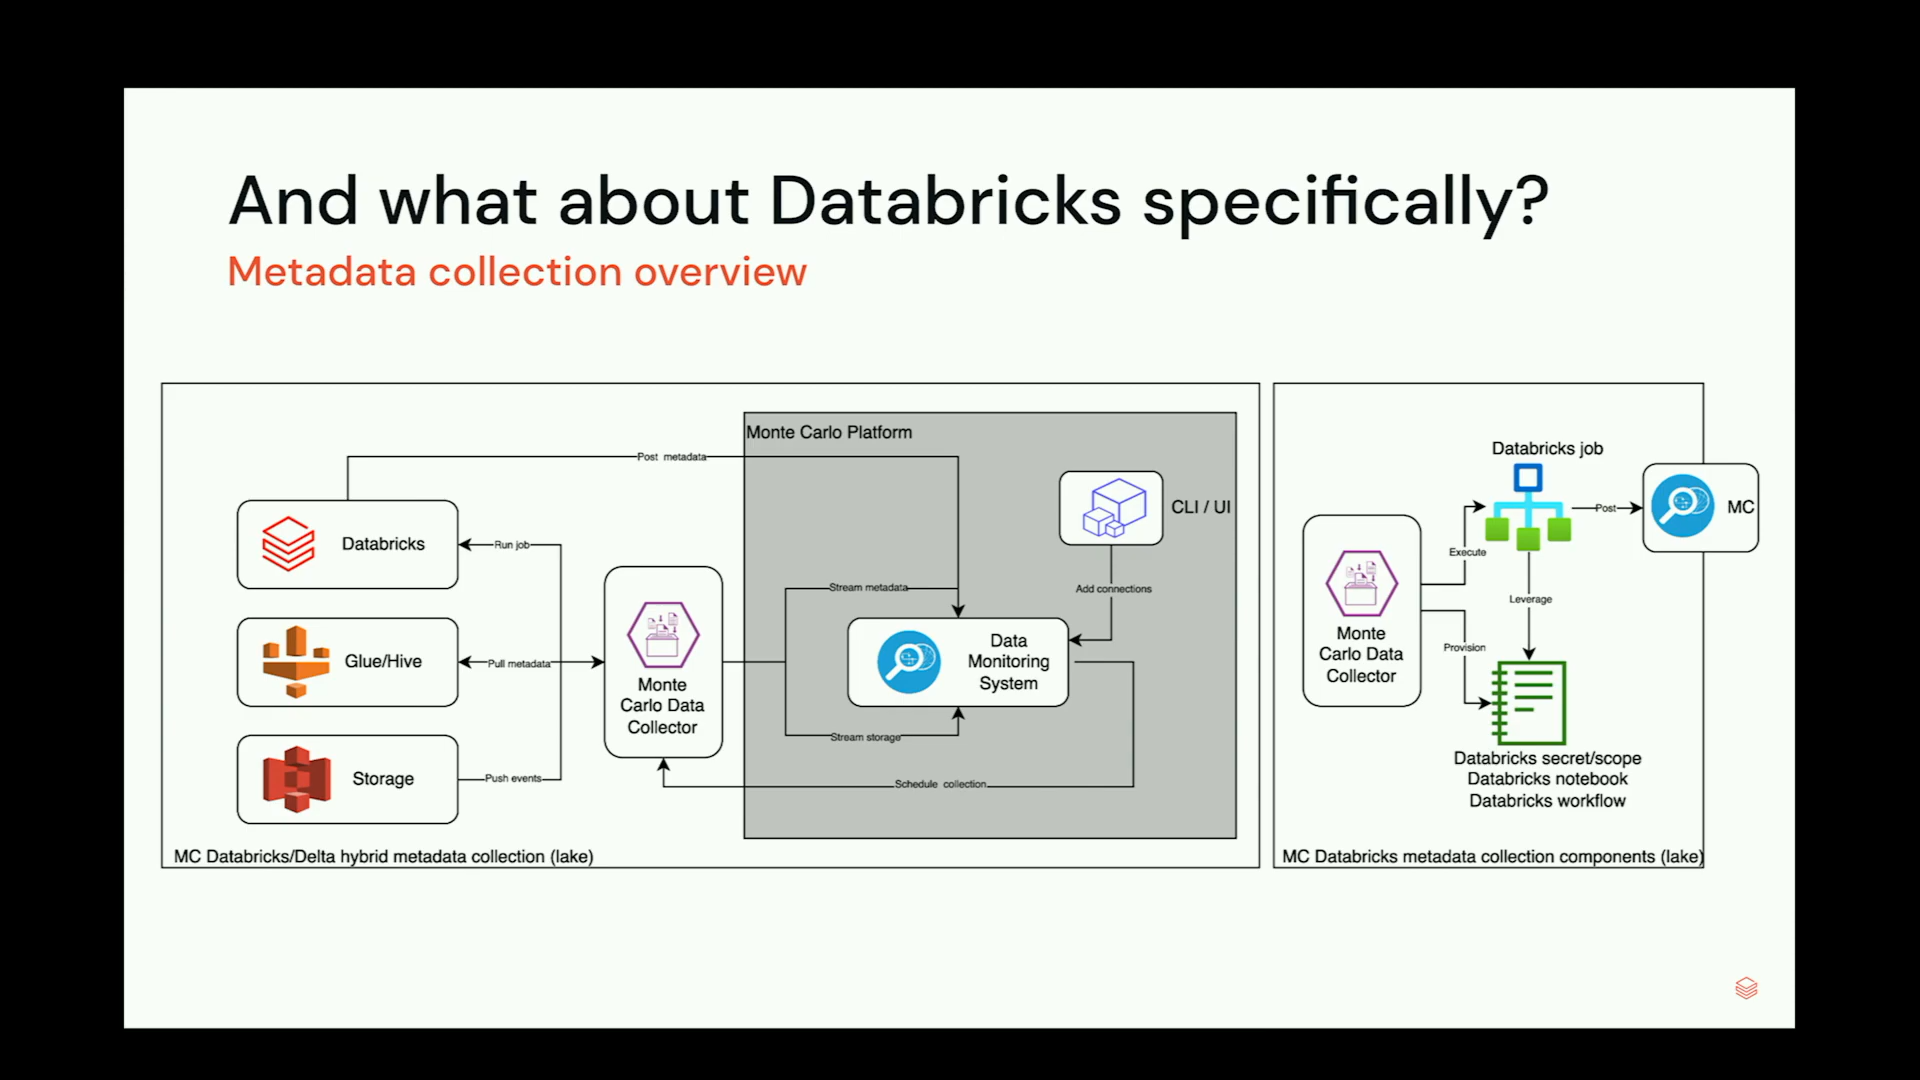 And what about Databricks specifically?
Metadata collection overview
Monte Carlo Platform
Post metadata
Databricks
Run job
CLI / UI
Stream metadata
Add connections
Glue/Hive
Pull metadata
Monte
Carlo Data
Collector
Data
Monitoring
System
Stream storage
Storage
Push events
Schedule collection
MC Databricks/Delta hybrid metadata collection (lake)
Databricks job
Post
MC
Execute
Leverage
Monte
Carlo Data
Collector
Provision
Databricks secret/scope
Databricks notebook
Databricks workflow
MC Databricks metadata collection components (lake)